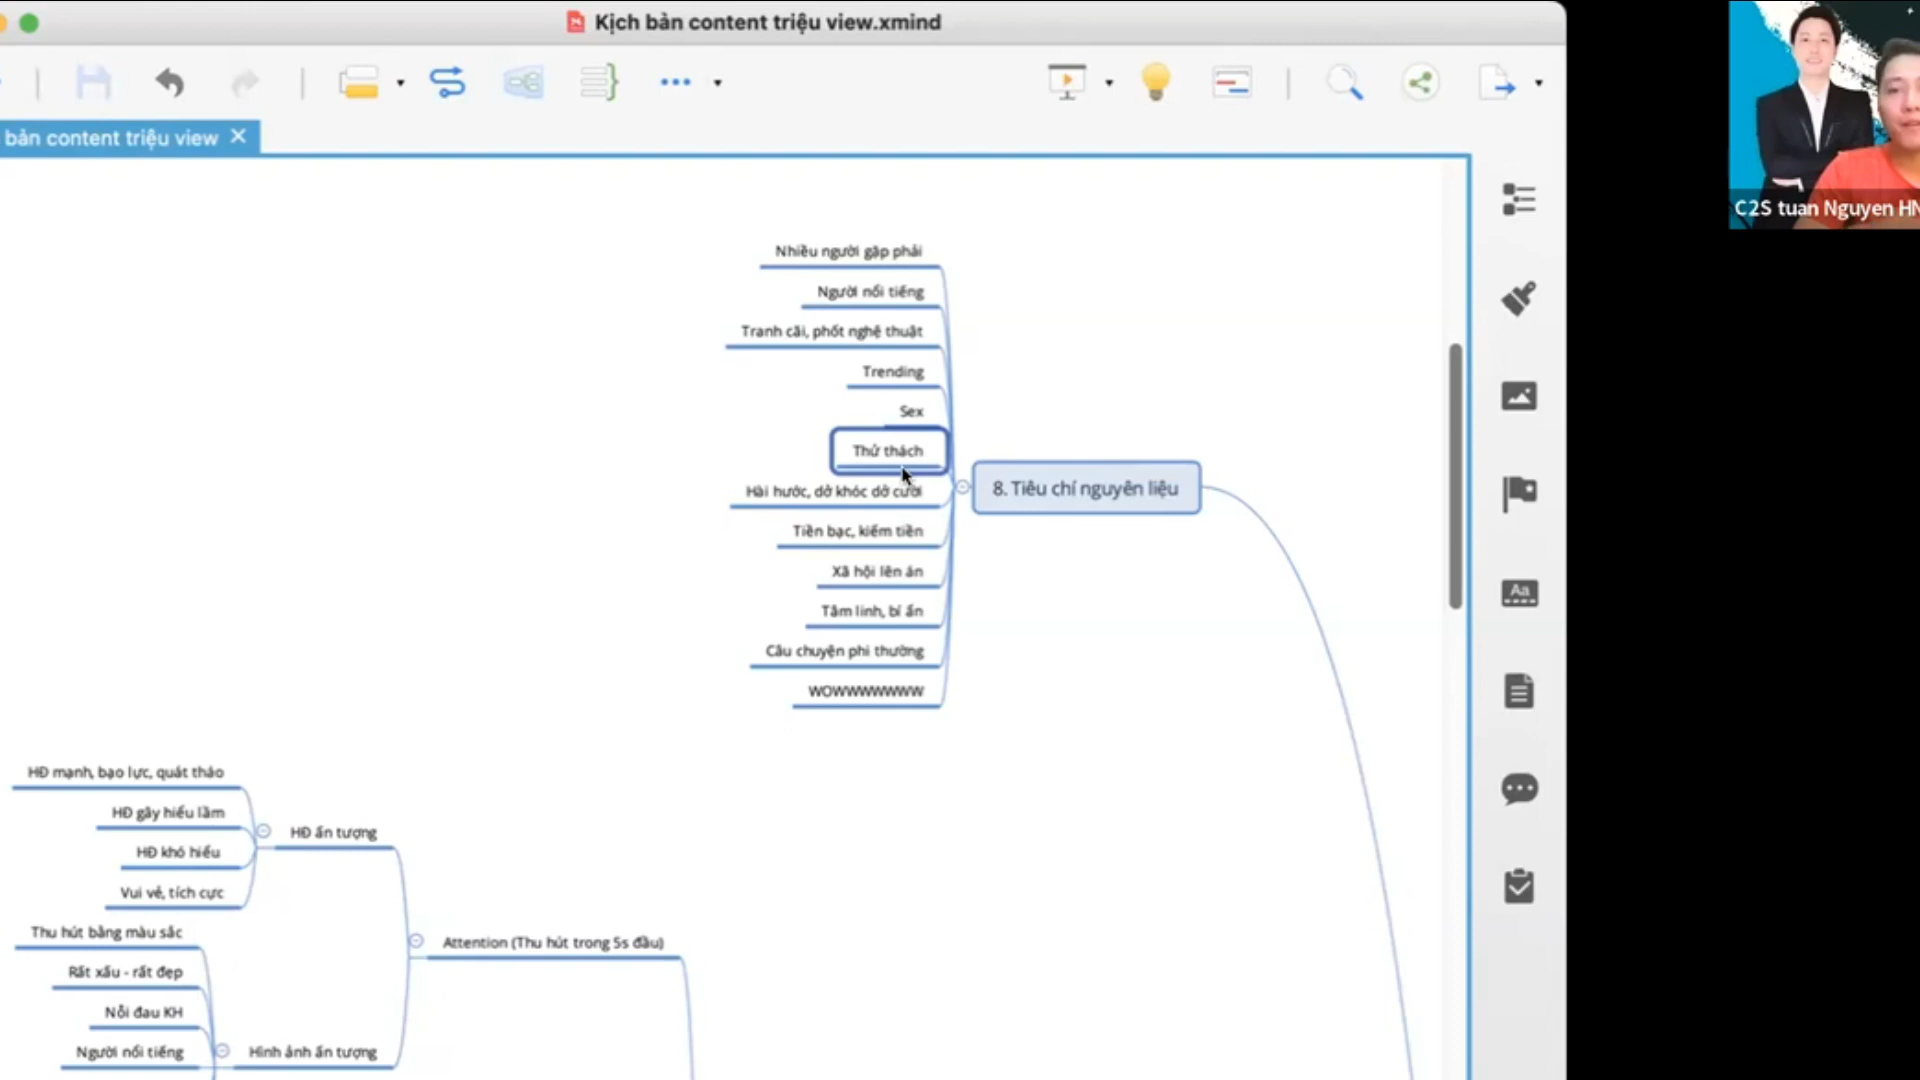 Kịch bản content triệu view.xmind
bản content triệu view
C2S tuan Nguyen HN
Nhiều người gặp phải
Người nổi tiếng
Tranh cãi, phốt nghệ thuật
Trending
Sex
Thử thách
Hài hước, dở khóc dở cười
8. Tiêu chí nguyên liệu
Tiền bạc, kiếm tiền
Xã hội lên án
Tâm linh, bí ẩn
Câu chuyện phi thường
WOWWWWWWW
HĐ mạnh, bạo lực, quát tháo
HĐ gây hiểu lầm
HĐ ấn tượng
HĐ khó hiểu
Vui vẻ, tích cực
Thu hút bằng màu sắc
Attention (Thu hút trong 5s đầu)
Rất xấu - rất đẹp
Nỗi đau KH
Người nổi tiếng
Hình ảnh ấn tượng
Aa